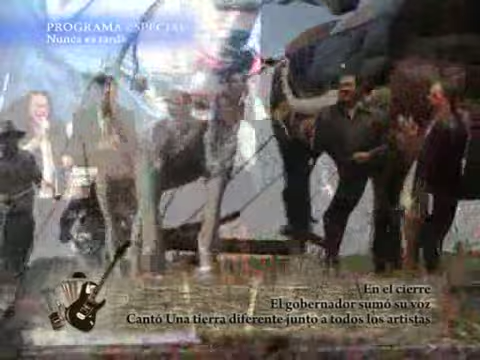 PROGRAMA ESPECIAL
Nunca es tarde
En el cierre
El gobernador sumó su voz
Cantó Una tierra diferente junto a todos los artistas